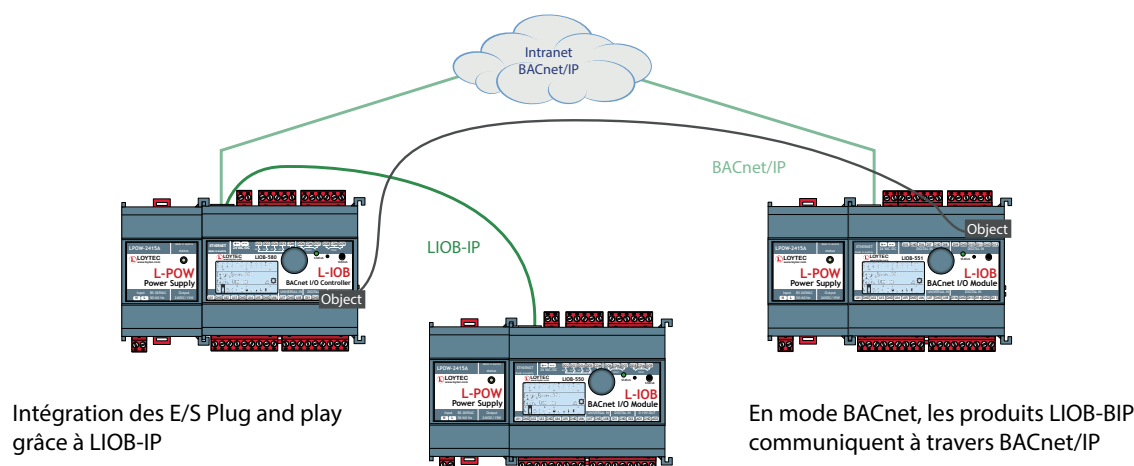 Intranet
BACnet/IP
BACnet/IP
LIOB-IP
Object
Object
LPOW-2415A
LOYTEC
L-POW
Power Supply
ETHERNET
LIOB-580
L-IOB
BACnet I/O Controller
LPOW-2415A
LOYTEC
L-POW
Power Supply
ETHERNET
LIOB-551
L-IOB
BACnet I/O Module
LPOW-2415A
LOYTEC
L-POW
Power Supply
LIOB-550
L-IOB
BACnet I/O Module
Intégration des E/S Plug and play
grâce à LIOB-IP
En mode BACnet, les produits LIOB-BIP
communiquent à travers BACnet/IP